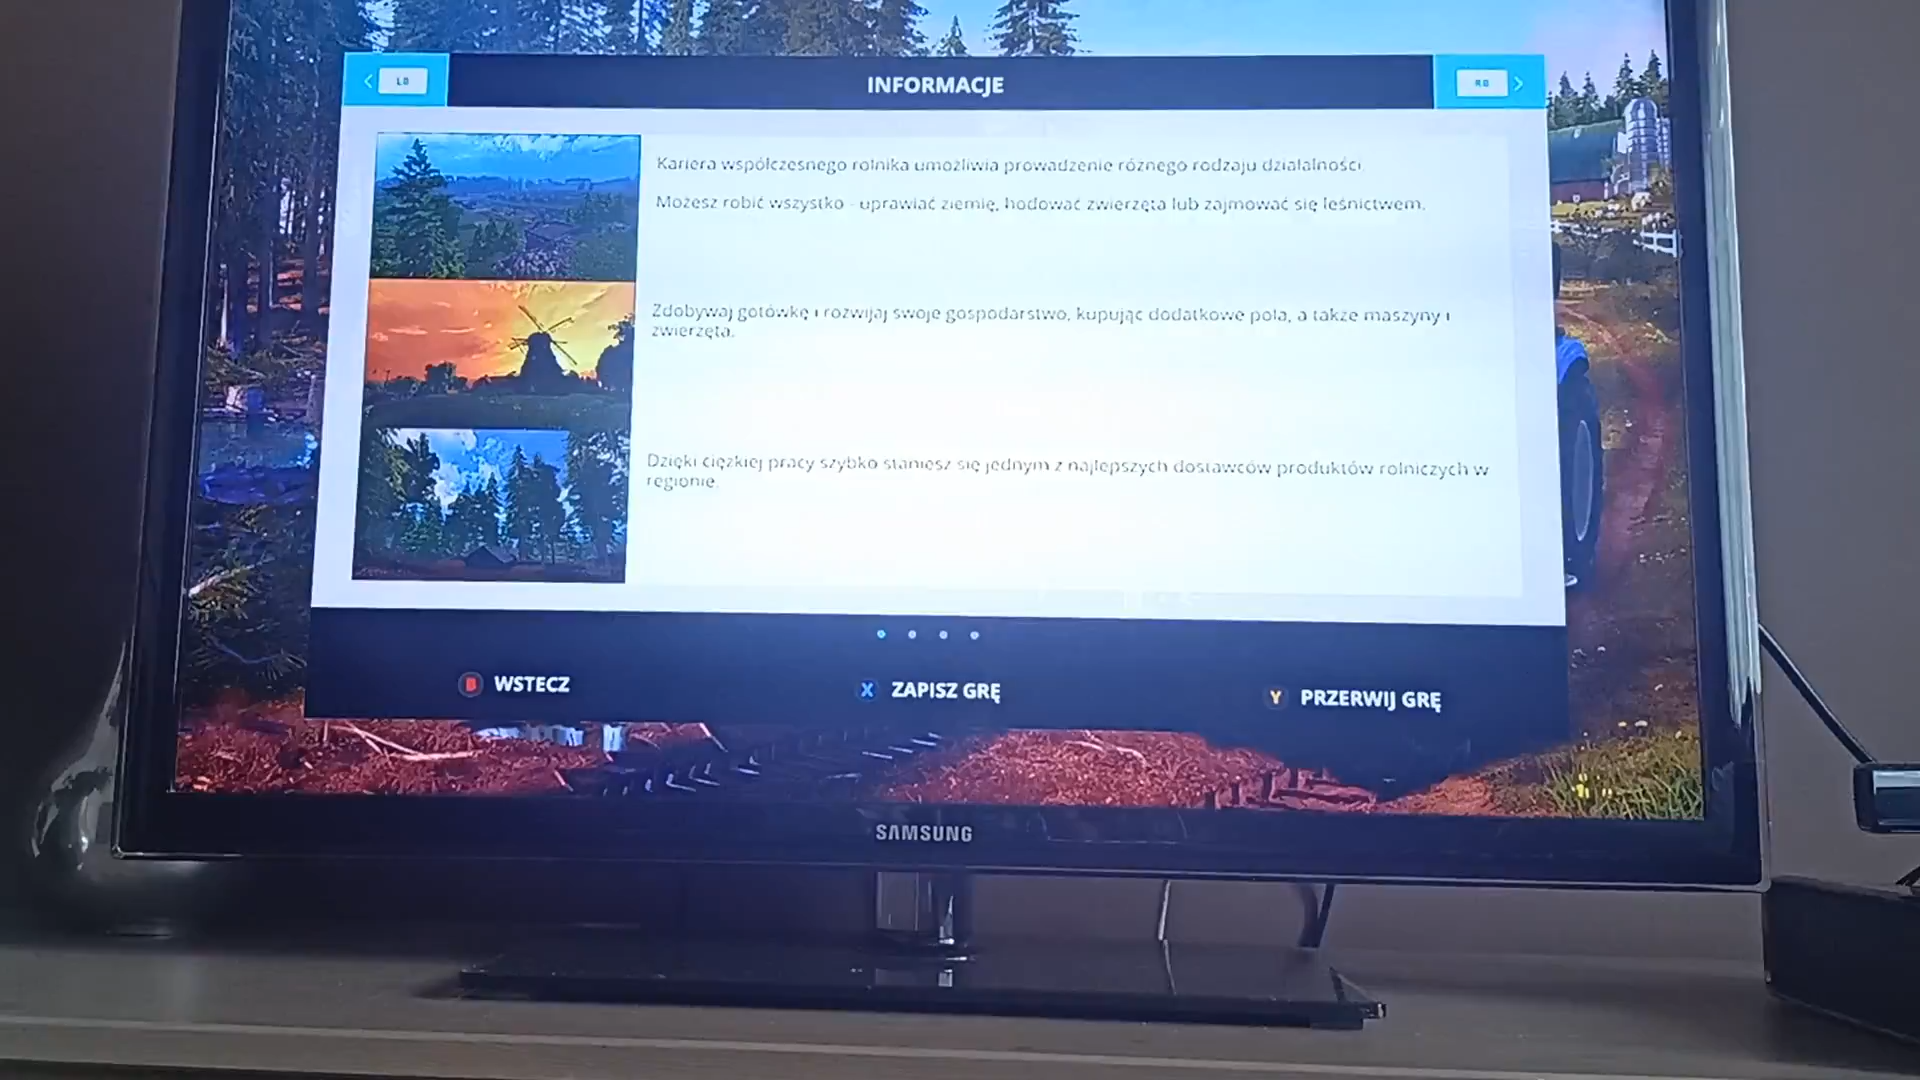 LB
INFORMACJE
RB
Kariera współczesnego rolnika umożliwia prowadzenie różnego rodzaju działalności.
Możesz robić wszystko - uprawiać ziemię, hodować zwierzęta lub zajmować się leśnictwem.
Zdobywaj gotówkę i rozwijaj swoje gospodarstwo, kupując dodatkowe pola, a także maszyny i
zwierzęta.
Dzięki ciężkiej pracy szybko staniesz się jednym z najlepszych dostawców produktów rolniczych w
regionie.
B WSTECZ
X ZAPISZ GRĘ
Y PRZERWIJ GRĘ
SAMSUNG